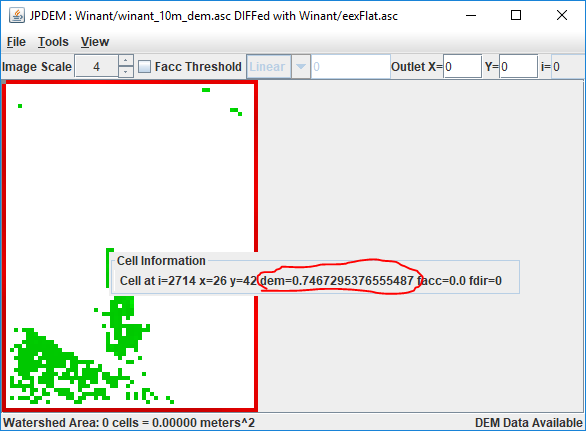 JPDEM : Winant/winant_10m_dem.asc DIFFed with Winant/eexFlat.asc
File Tools View
Image Scale 4 Facc Threshold Linear 0 Outlet X= 0 Y= 0 i= 0
Cell Information
Cell at i=2714 x=26 y=42 dem=0.7467295376555487 facc=0.0 fdir=0
Watershed Area: 0 cells = 0.00000 meters^2 DEM Data Available